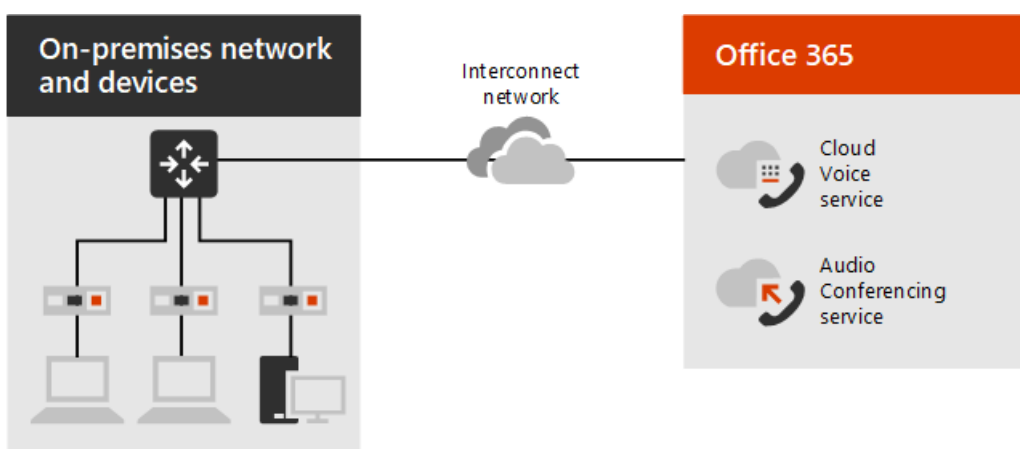 On-premises network
and devices
Interconnect
network
Office 365
Cloud
Voice
service
Audio
Conferencing
service